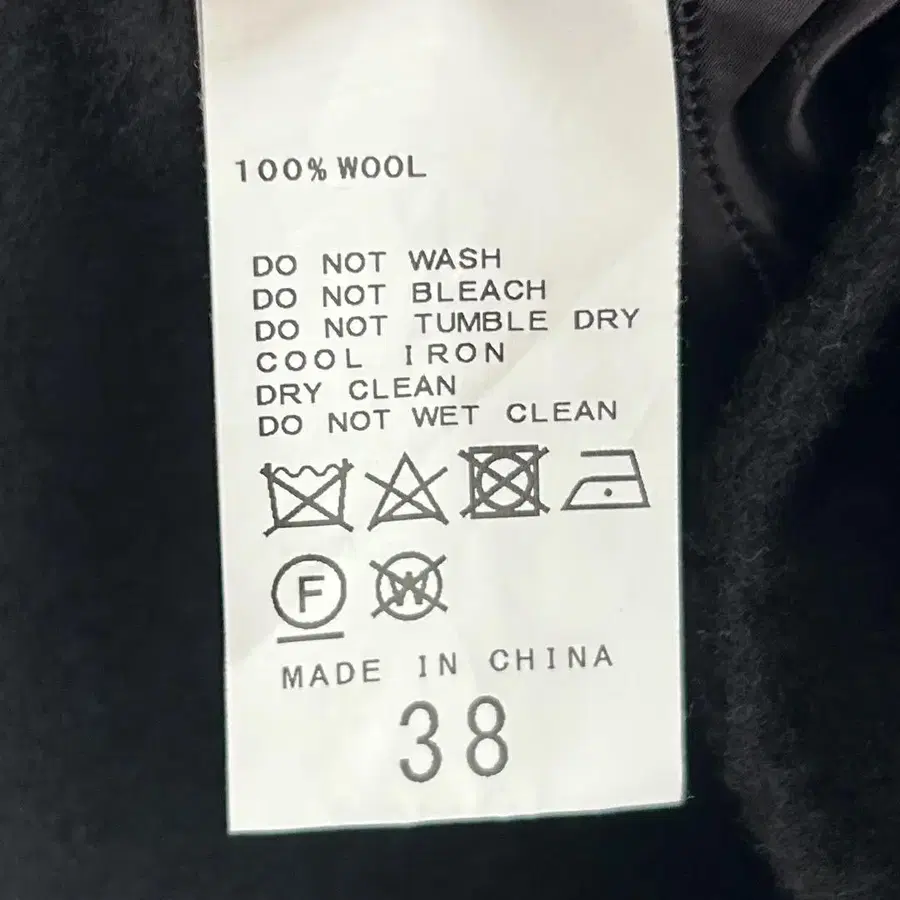 100% WOOL
DO NOT WASH
DO NOT BLEACH
DO NOT TUMBLE DRY
COOL IRON
DRY CLEAN
DO NOT WET CLEAN
F W
MADE IN CHINA
38